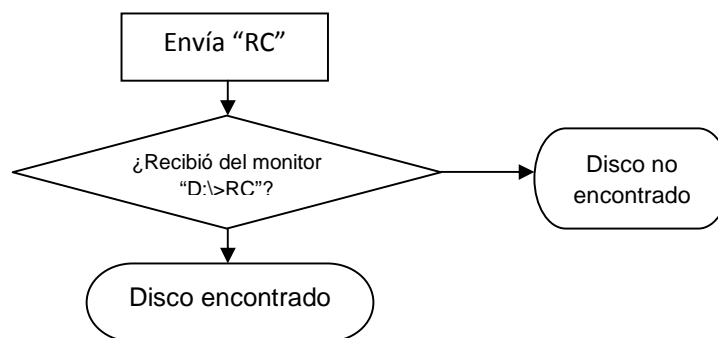 Envía “RC”
¿Recibió del monitor
“D:\>RC”?
Disco no
encontrado
Disco encontrado